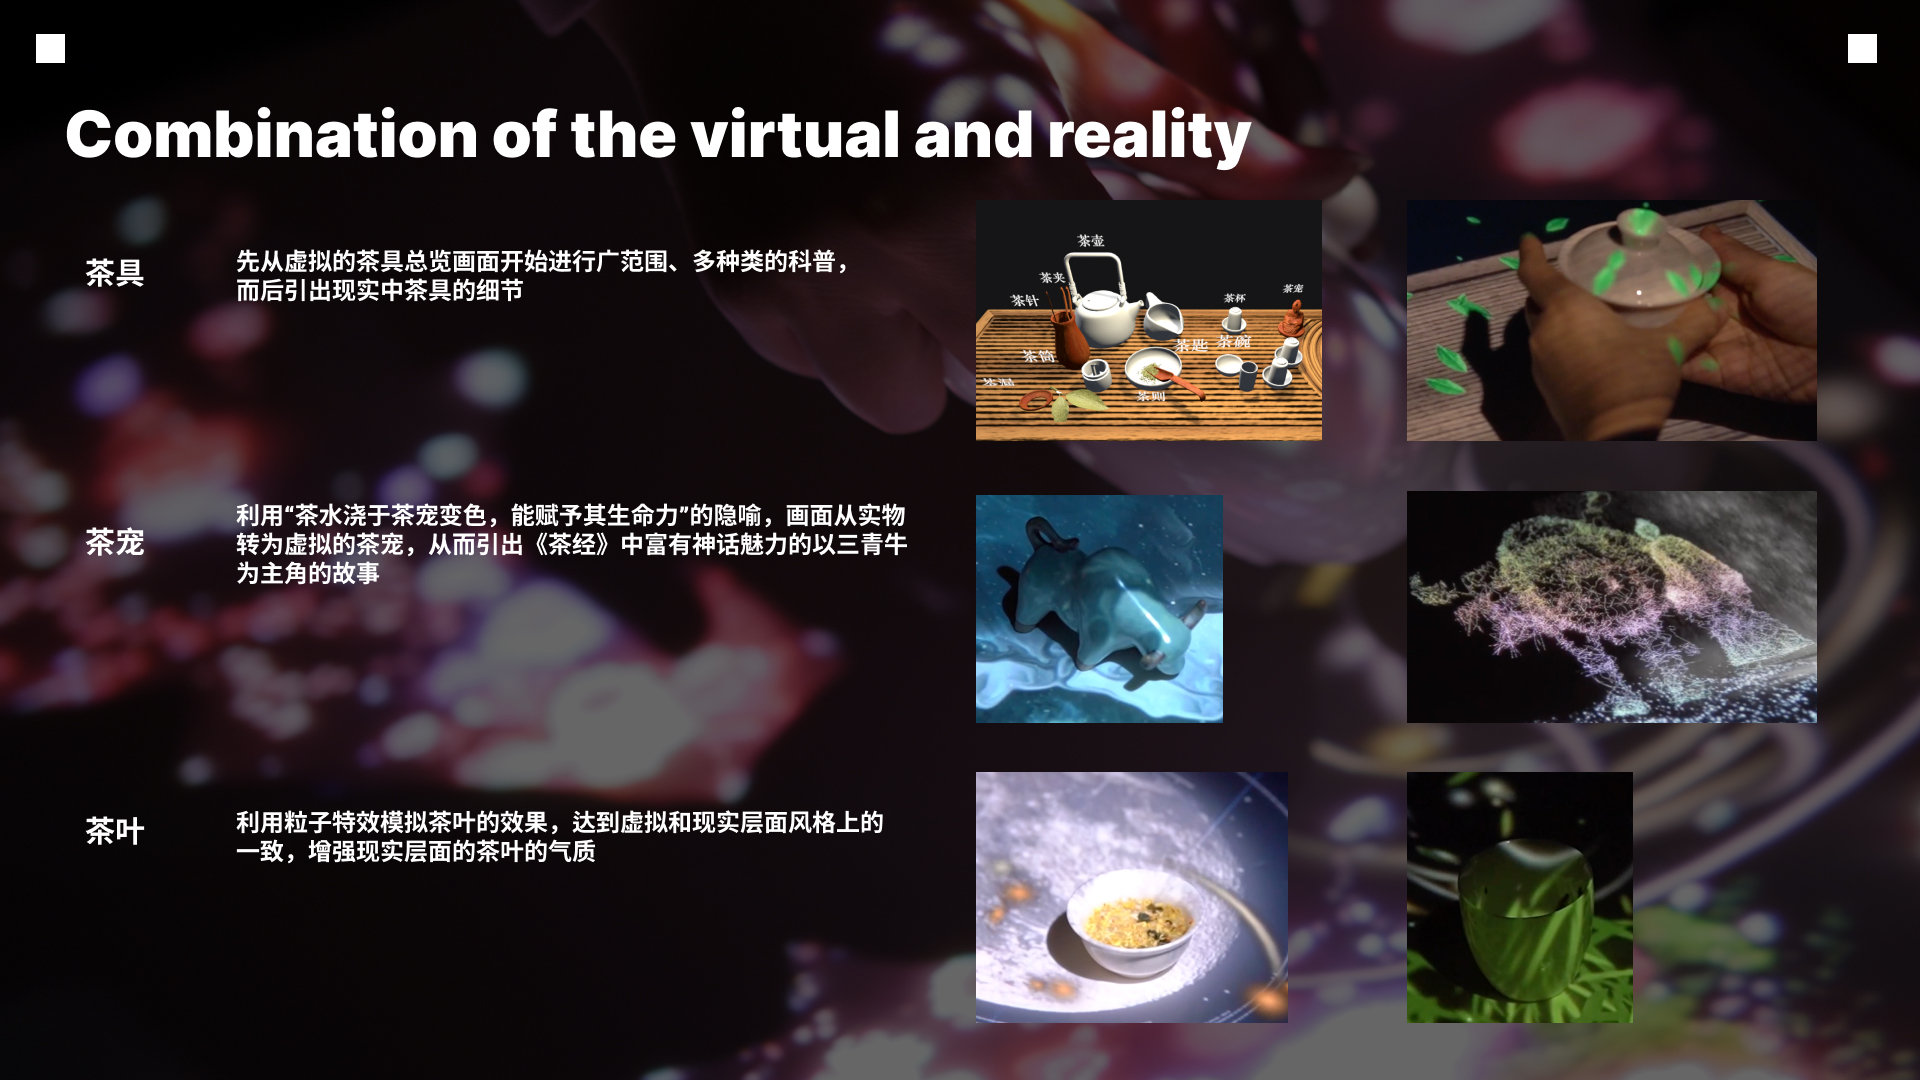 Combination of the virtual and reality
茶具
先从虚拟的茶具总览画面开始进行广范围、多种类的科普，
而后引出现实中茶具的细节
茶壶
茶夹
茶针
茶杯
茶宠
茶匙
茶碗
茶筒
茶漏
茶则
茶宠
利用“茶水浇于茶宠变色，能赋予其生命力”的隐喻，画面从实物
转为虚拟的茶宠，从而引出《茶经》中富有神话魅力的以三青牛
为主角的故事
茶叶
利用粒子特效模拟茶叶的效果，达到虚拟和现实层面风格上的
一致，增强现实层面的茶叶的气质